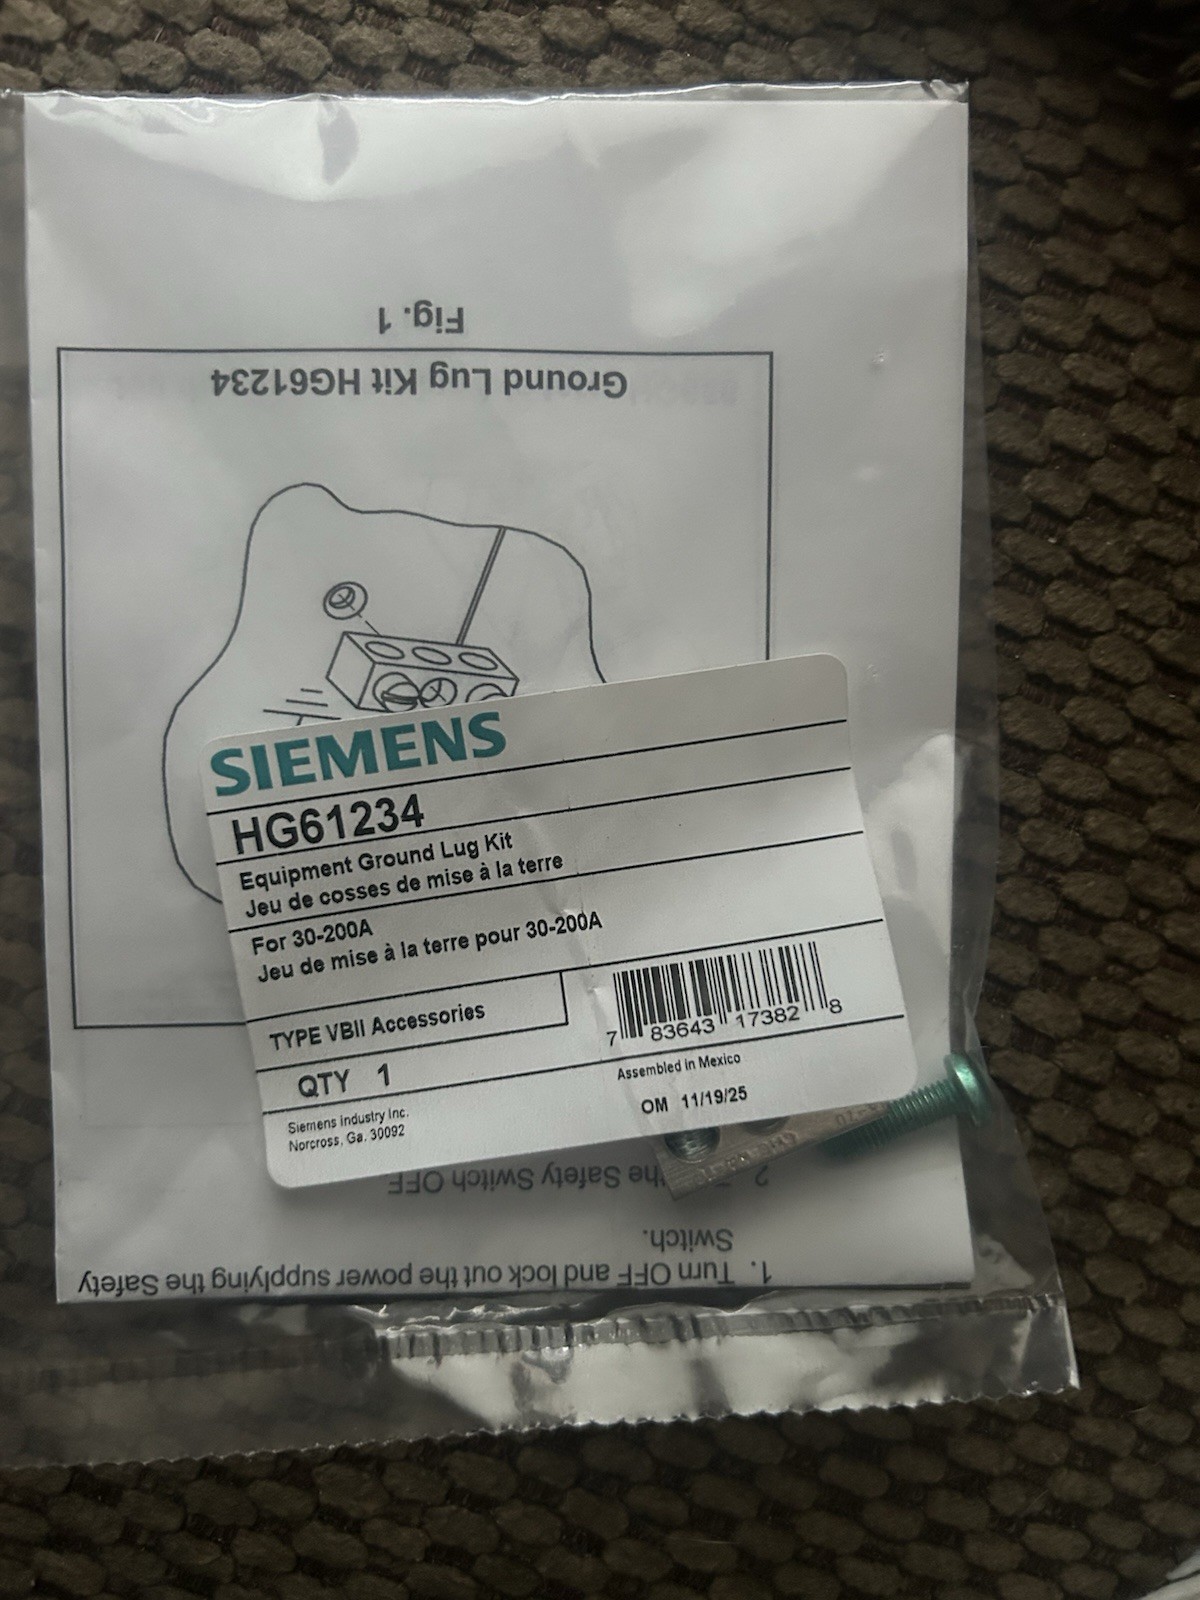 Fig. 1
Ground Lug Kit HG61234
SIEMENS
HG61234
Equipment Ground Lug Kit
Jeu de cosses de mise à la terre
For 30-200A
Jeu de mise à la terre pour 30-200A
TYPE VBII Accessories
QTY 1
7 83643 17382 8
Assembled in Mexico
OM 11/19/25
Siemens Industry Inc.
Norcross, Ga. 30092
1. Turn OFF and lock out the power supplying the Safety
Switch.
2. the Safety Switch OFF